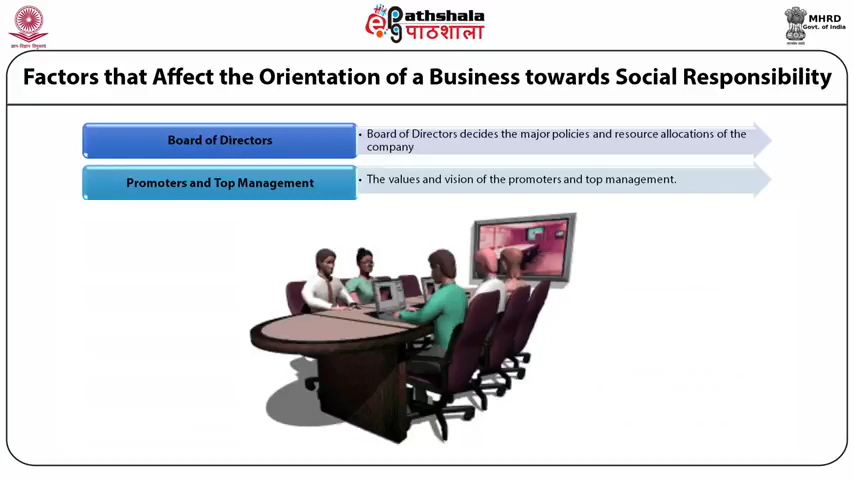 Pathshala
पाठशाला
MHRD
Govt. of India
Factors that Affect the Orientation of a Business towards Social Responsibility
Board of Directors
• Board of Directors decides the major policies and resource allocations of the
company
Promoters and Top Management
• The values and vision of the promoters and top management.